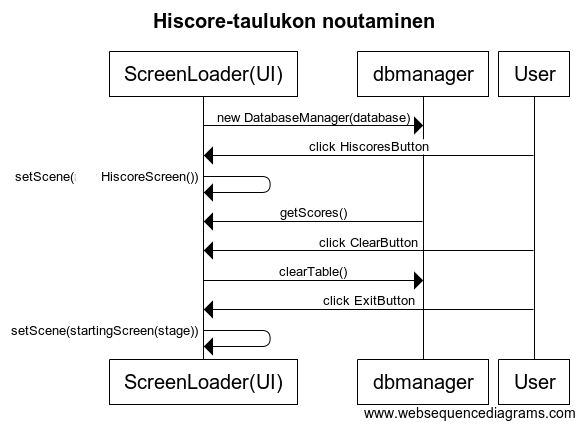 Hiscore-taulukon noutaminen
ScreenLoader(UI)
dbmanager
User
new DatabaseManager(database)
click HiscoresButton
setScene( HiscoreScreen())
getScores()
click ClearButton
clearTable()
click ExitButton
setScene(startingScreen(stage))
ScreenLoader(UI)
dbmanager
User
www.websequencediagrams.com